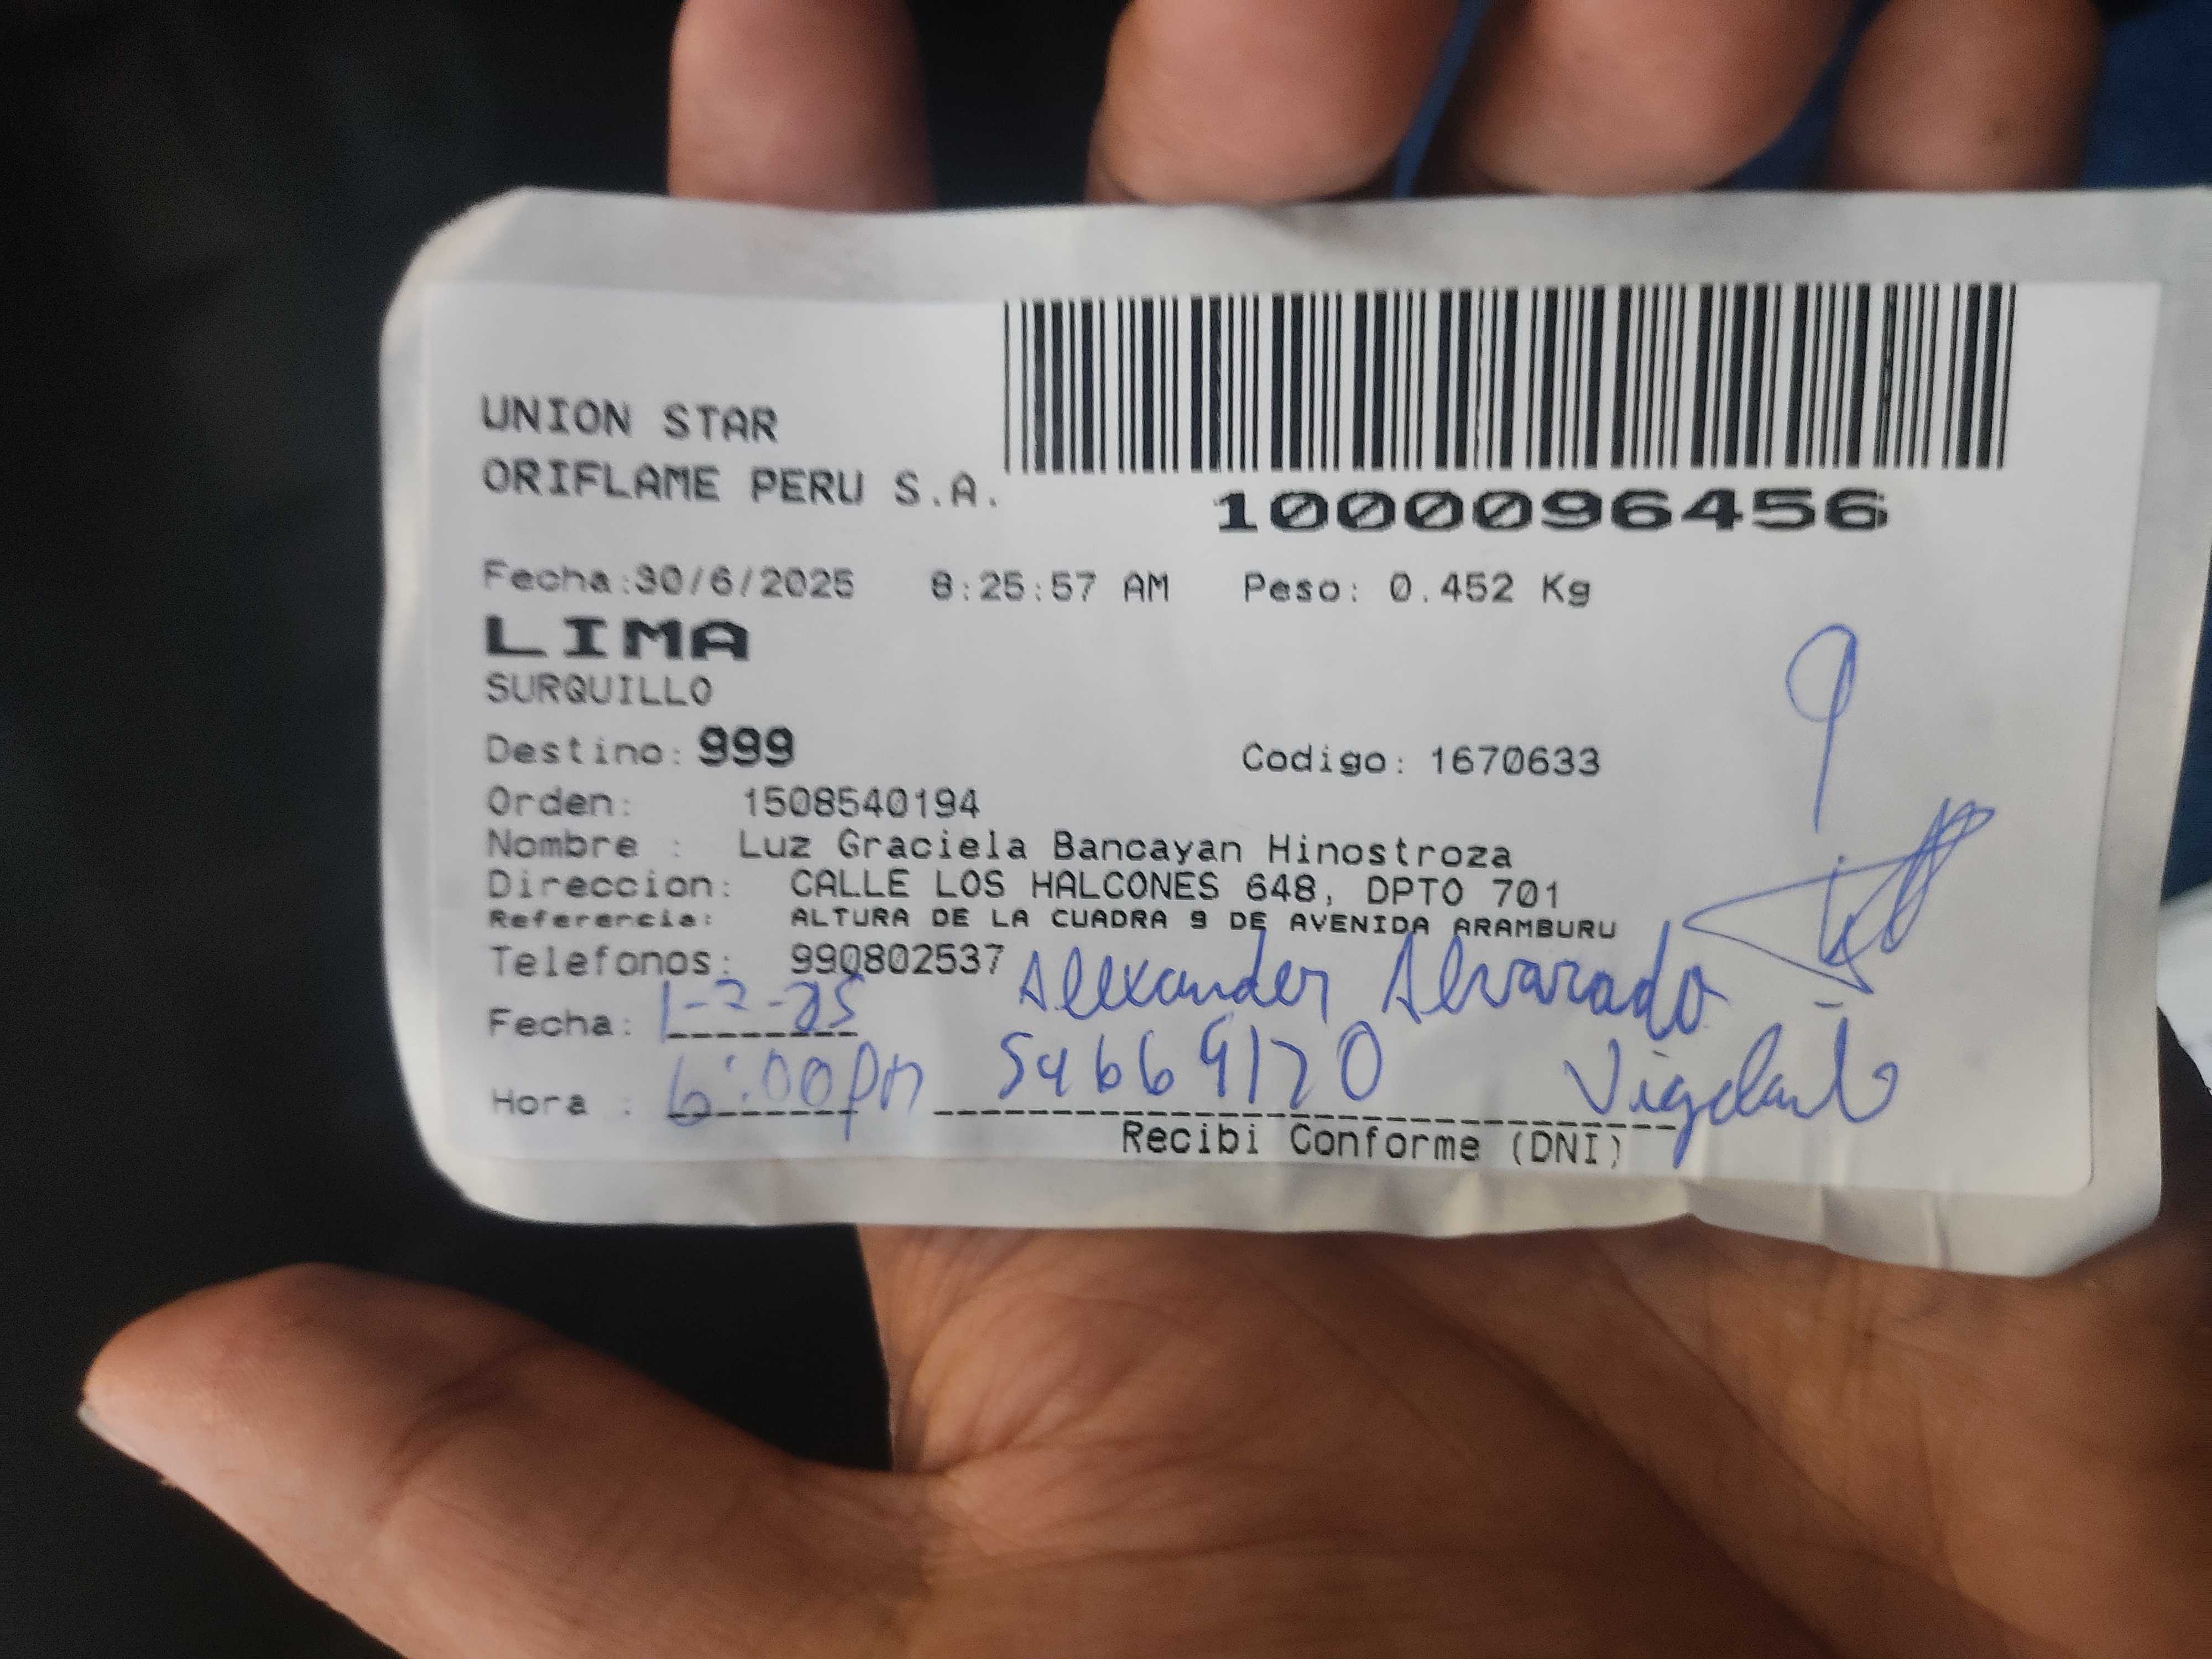 UNION STAR
ORIFLAME PERU S.A.
1000096456
Fecha:30/6/2025 8:25:57 AM Peso: 0.452 Kg
LIMA
SURQUILLO
Destino: 999 Codigo: 1670633
9
Orden: 1508540194
Nombre : Luz Graciela Bancayan Hinostroza
Direccion: CALLE LOS HALCONES 648, DPTO 701
Referencia: ALTURA DE LA CUADRA 9 DE AVENIDA ARAMBURU
Telefonos: 990802537
Alexander Alvarado
Fecha: 1-7-25
Hora : 6:00pm 54669170 Vigilante
Recibi Conforme (DNI)